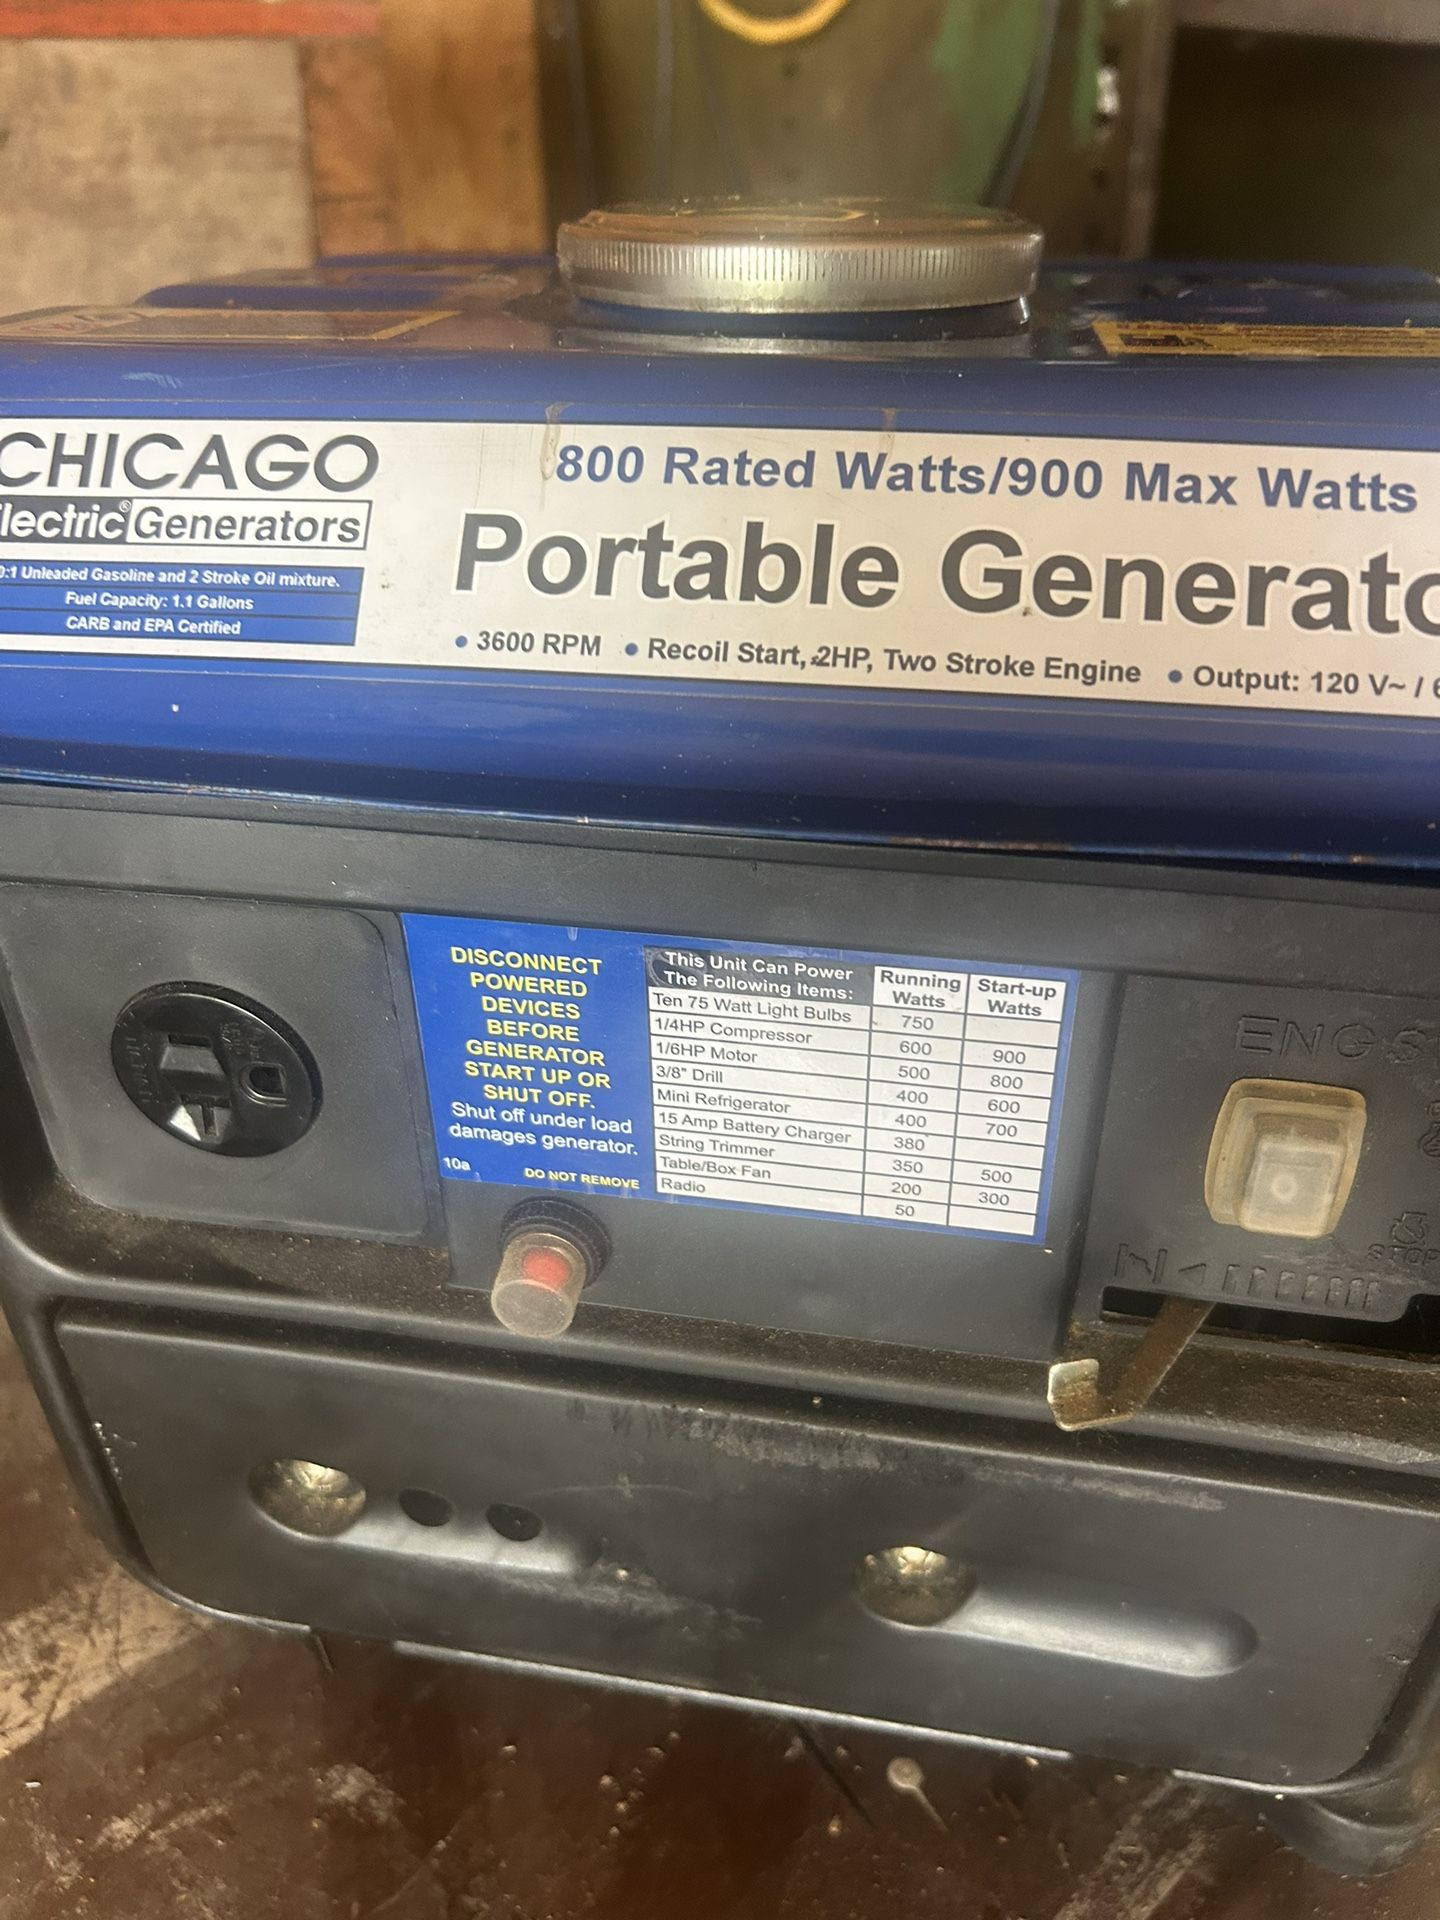 CHICAGO
Electric® Generators
0:1 Unleaded Gasoline and 2 Stroke Oil mixture.
Fuel Capacity: 1.1 Gallons
CARB and EPA Certified
800 Rated Watts/900 Max Watts
Portable Generato
• 3600 RPM • Recoil Start, 2HP, Two Stroke Engine • Output: 120 V~ / 6
DISCONNECT
POWERED
DEVICES
BEFORE
GENERATOR
START UP OR
SHUT OFF.
Shut off under load
damages generator.
10a DO NOT REMOVE
This Unit Can Power The Following Items: Running Watts Start-up Watts
Ten 75 Watt Light Bulbs 750
1/4HP Compressor 600 900
1/6HP Motor 500 800
3/8" Drill 400 600
Mini Refrigerator 400 700
15 Amp Battery Charger 380
String Trimmer 350 500
Table/Box Fan 200 300
Radio 50
ENG S
STOP